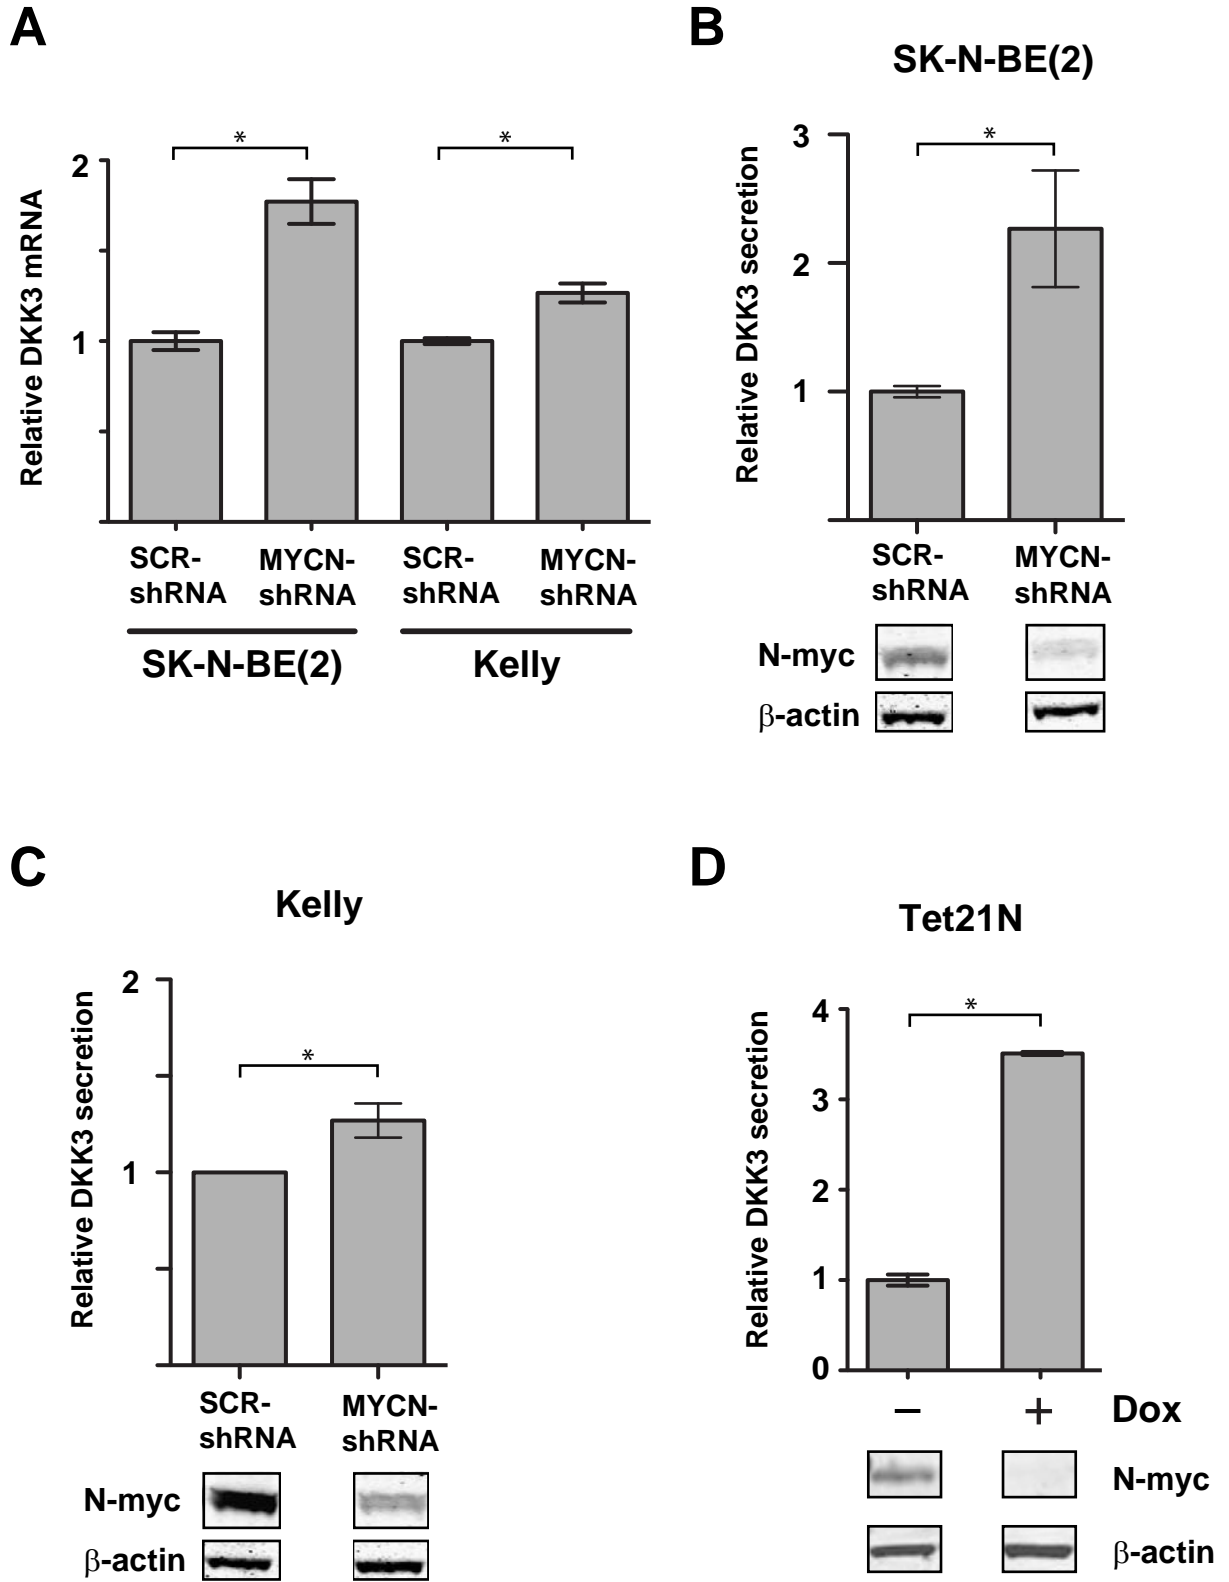 A
*
*
2
1
Relative DKK3 mRNA
SCR-
shRNA
MYCN-
shRNA
SCR-
shRNA
MYCN-
shRNA
SK-N-BE(2)
Kelly
B
SK-N-BE(2)
*
3
2
1
Relative DKK3 secretion
SCR-
shRNA
MYCN-
shRNA
N-myc
β-actin
C
Kelly
*
2
1
Relative DKK3 secretion
SCR-
shRNA
MYCN-
shRNA
N-myc
β-actin
D
Tet21N
*
4
3
2
1
0
Relative DKK3 secretion
− + Dox
N-myc
β-actin